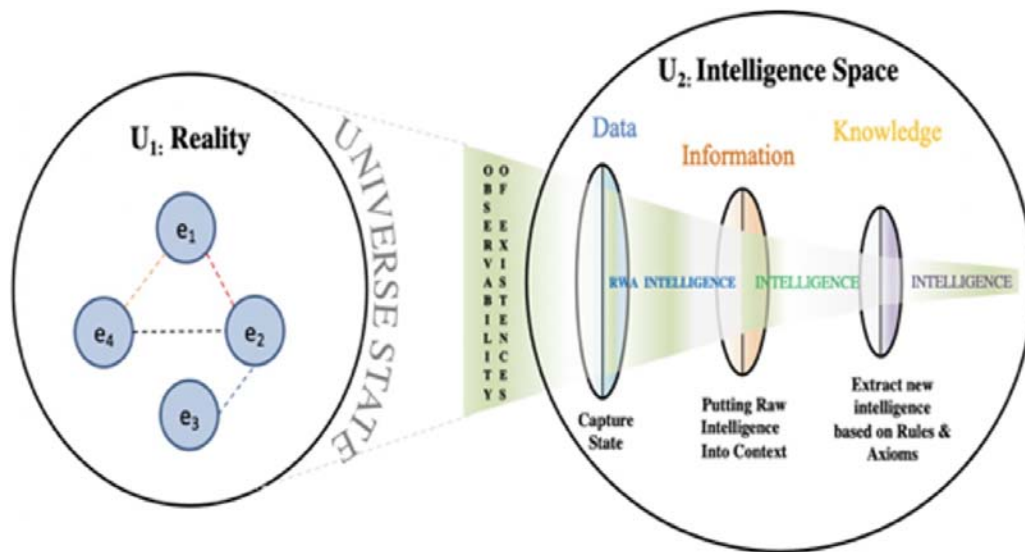 U1: Reality
e1
e4
e2
e3
UNIVERSE STATE
OBSERVABILITY
OF EXISTENCES
U2: Intelligence Space
Data
Information
Knowledge
RWA INTELLIGENCE
INTELLIGENCE
INTELLIGENCE
Capture
State
Putting Raw
Intelligence
Into Context
Extract new
intelligence
based on Rules &
Axioms